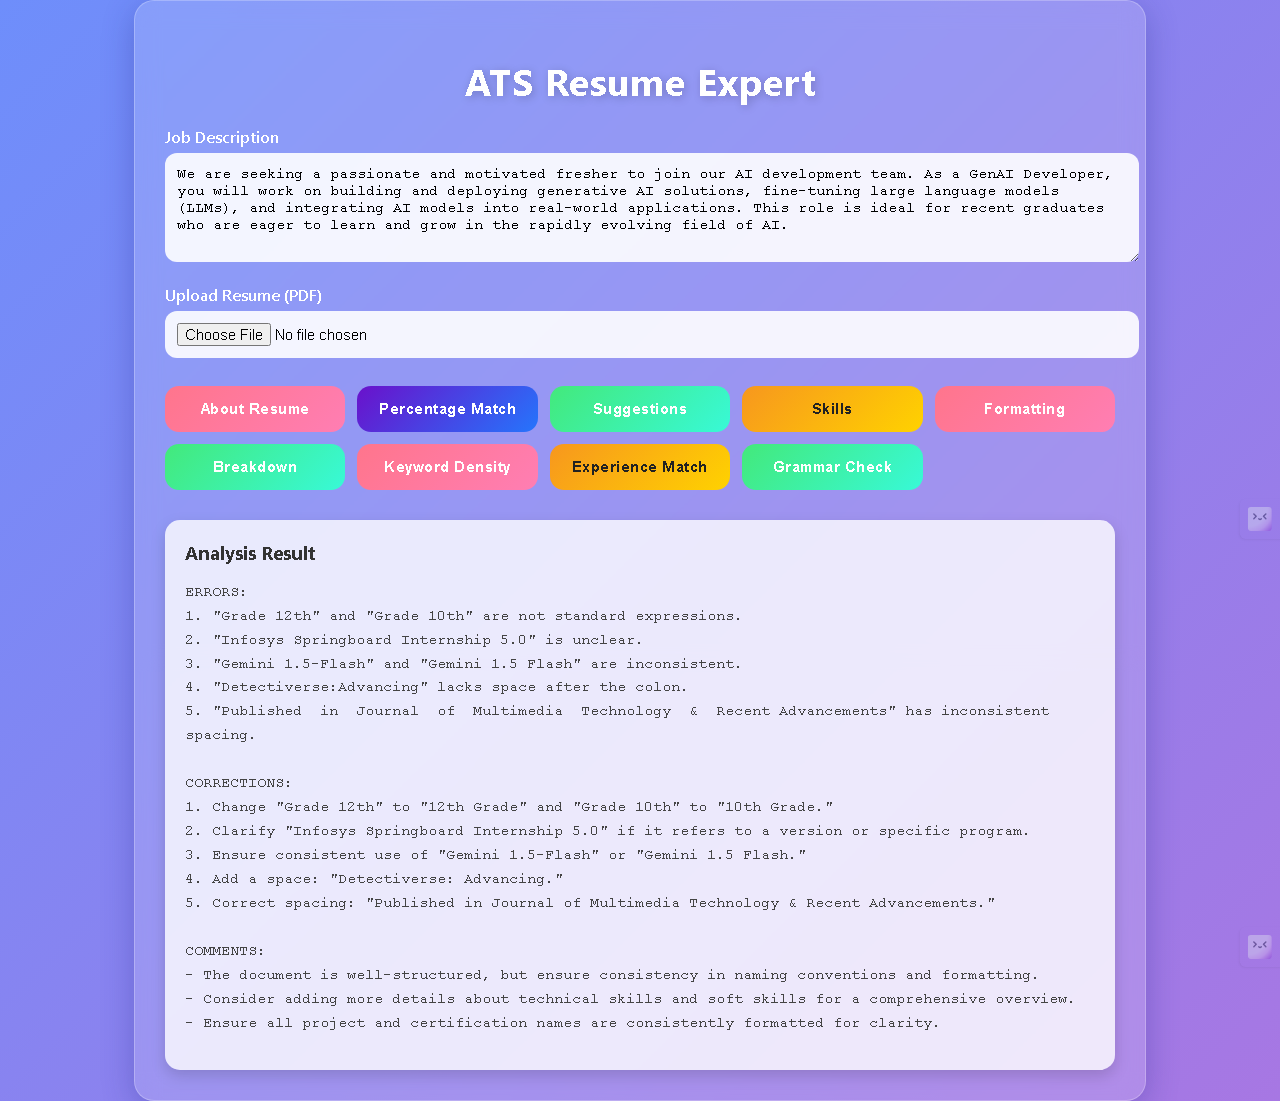 ATS Resume Expert
Job Description
We are seeking a passionate and motivated fresher to join our AI development team. As a GenAI Developer,
you will work on building and deploying generative AI solutions, fine-tuning large language models
(LLMs), and integrating AI models into real-world applications. This role is ideal for recent graduates
who are eager to learn and grow in the rapidly evolving field of AI.
Upload Resume (PDF)
Choose File No file chosen
About Resume Percentage Match Suggestions Skills Formatting
Breakdown Keyword Density Experience Match Grammar Check
Analysis Result
ERRORS:
1. "Grade 12th" and "Grade 10th" are not standard expressions.
2. "Infosys Springboard Internship 5.0" is unclear.
3. "Gemini 1.5-Flash" and "Gemini 1.5 Flash" are inconsistent.
4. "Detectiverse:Advancing" lacks space after the colon.
5. "Published  in  Journal  of  Multimedia  Technology  &  Recent Advancements" has inconsistent
spacing.
CORRECTIONS:
1. Change "Grade 12th" to "12th Grade" and "Grade 10th" to "10th Grade."
2. Clarify "Infosys Springboard Internship 5.0" if it refers to a version or specific program.
3. Ensure consistent use of "Gemini 1.5-Flash" or "Gemini 1.5 Flash."
4. Add a space: "Detectiverse: Advancing."
5. Correct spacing: "Published in Journal of Multimedia Technology & Recent Advancements."
COMMENTS:
- The document is well-structured, but ensure consistency in naming conventions and formatting.
- Consider adding more details about technical skills and soft skills for a comprehensive overview.
- Ensure all project and certification names are consistently formatted for clarity.